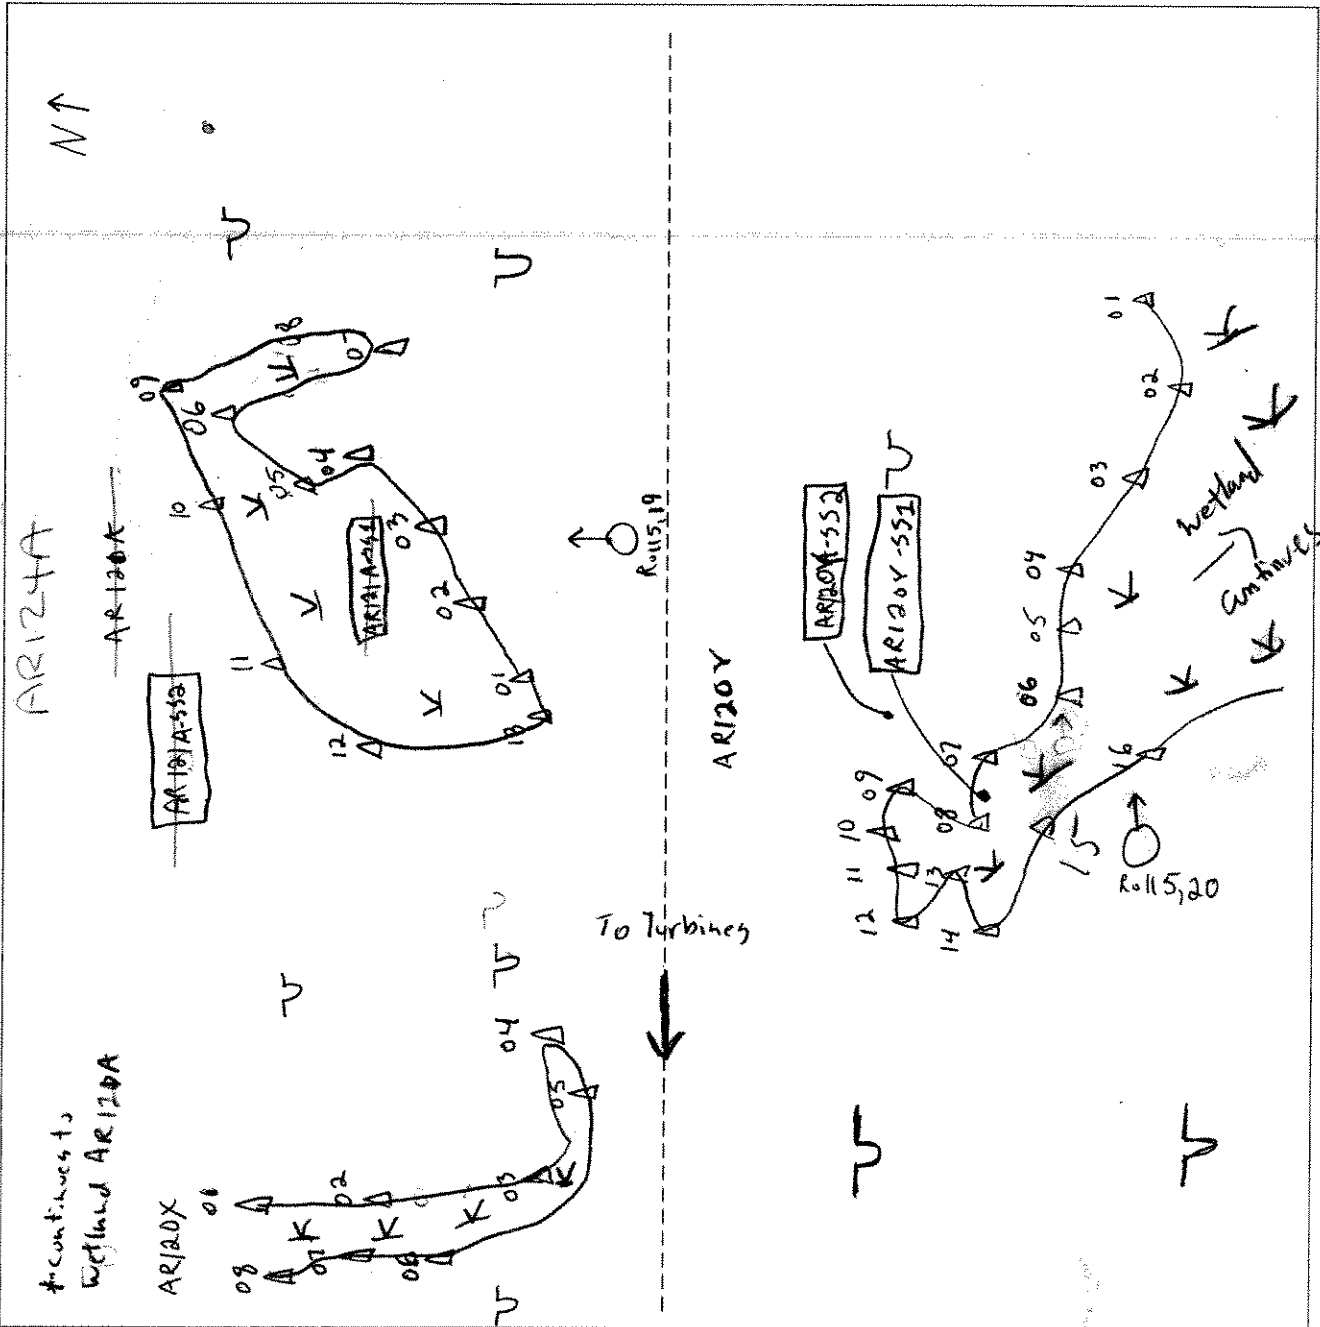 N↑
AR124A
AR120A
AR121A-SS2
AR121A-SS1
01
02
03
04
05
06
07
08
09
10
11
12
13
Roll 5, 19
*continues to
wetland AR120A
AR120X
01
02
03
04
05
06
07
08
To Turbines
AR120Y
AR120Y-SS2
AR120Y-SS1
01
02
03
04
05
06
07
08
09
10
11
12
13
14
15
16
Wetland
continues
Roll 5, 20